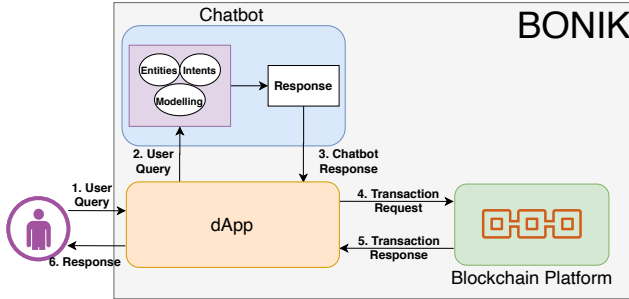 Chatbot
BONIK
Entities
Intents
Modelling
Response
2. User
Query
3. Chatbot
Response
1. User
Query
dApp
4. Transaction
Request
5. Transaction
Response
6. Response
Blockchain Platform